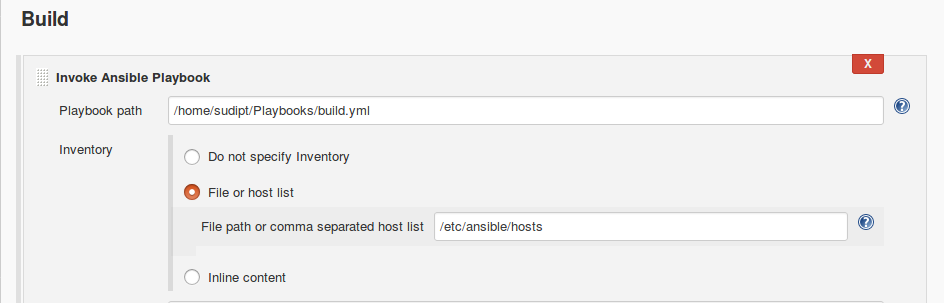 Build
X
Invoke Ansible Playbook
Playbook path /home/sudipt/Playbooks/build.yml ?
Inventory
Do not specify Inventory
File or host list
File path or comma separated host list /etc/ansible/hosts ?
Inline content